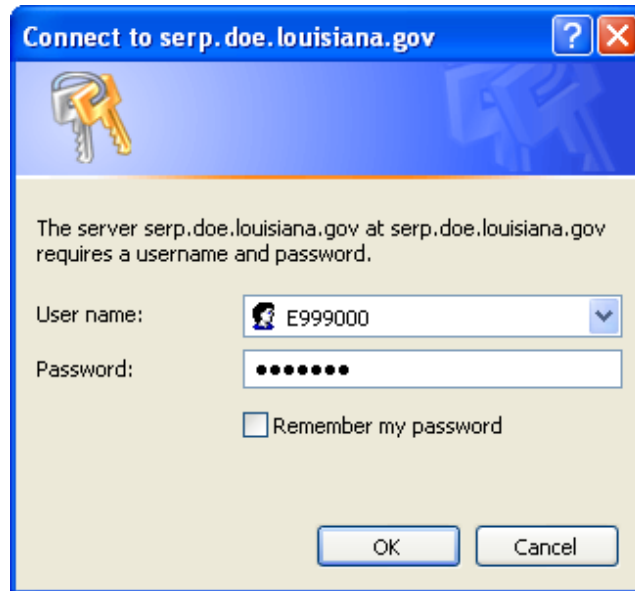 Connect to serp.doe.louisiana.gov
The server serp.doe.louisiana.gov at serp.doe.louisiana.gov
requires a username and password.
User name: E999000
Password: •••••••
Remember my password
OK Cancel